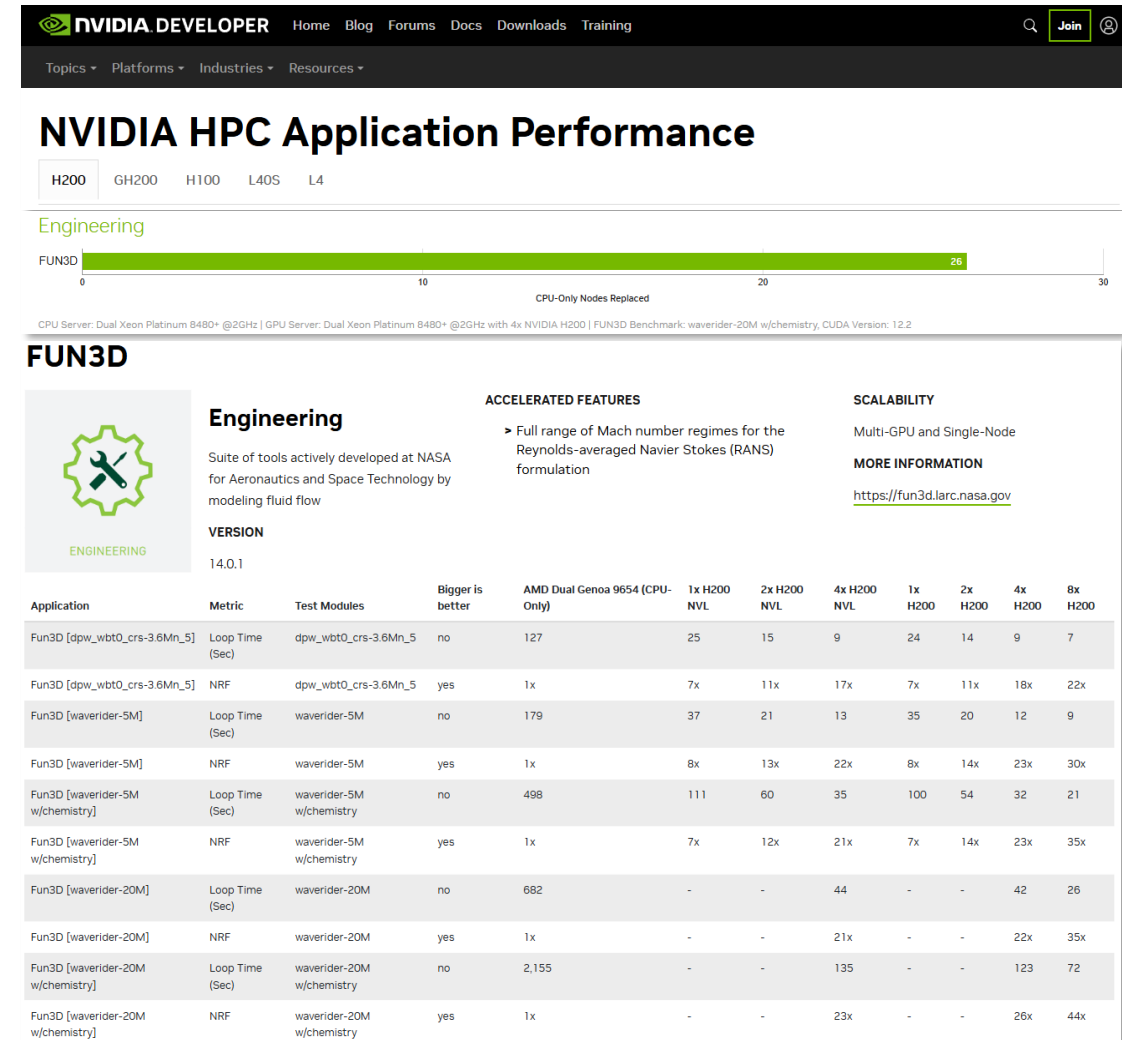 NVIDIA. DEVELOPER Home Blog Forums Docs Downloads Training Join
Topics Platforms Industries Resources
NVIDIA HPC Application Performance
H200 GH200 H100 L40S L4
Engineering
FUN3D 26
0 10 20 30
CPU-Only Nodes Replaced
CPU Server: Dual Xeon Platinum 8480+ @2GHz | GPU Server: Dual Xeon Platinum 8480+ @2GHz with 4x NVIDIA H200 | FUN3D Benchmark: waverider-20M w/chemistry, CUDA Version: 12.2
FUN3D
ENGINEERING
Engineering
Suite of tools actively developed at NASA
for Aeronautics and Space Technology by
modeling fluid flow
VERSION
14.0.1
ACCELERATED FEATURES
> Full range of Mach number regimes for the
Reynolds-averaged Navier Stokes (RANS)
formulation
SCALABILITY
Multi-GPU and Single-Node
MORE INFORMATION
https://fun3d.larc.nasa.gov
Application Metric Test Modules Bigger is better AMD Dual Genoa 9654 (CPU-Only) 1x H200 NVL 2x H200 NVL 4x H200 NVL 1x H200 2x H200 4x H200 8x H200
Fun3D [dpw_wbt0_crs-3.6Mn_5] Loop Time (Sec) dpw_wbt0_crs-3.6Mn_5 no 127 25 15 9 24 14 9 7
Fun3D [dpw_wbt0_crs-3.6Mn_5] NRF dpw_wbt0_crs-3.6Mn_5 yes 1x 7x 11x 17x 7x 11x 18x 22x
Fun3D [waverider-5M] Loop Time (Sec) waverider-5M no 179 37 21 13 35 20 12 9
Fun3D [waverider-5M] NRF waverider-5M yes 1x 8x 13x 22x 8x 14x 23x 30x
Fun3D [waverider-5M w/chemistry] Loop Time (Sec) waverider-5M w/chemistry no 498 111 60 35 100 54 32 21
Fun3D [waverider-5M w/chemistry] NRF waverider-5M w/chemistry yes 1x 7x 12x 21x 7x 14x 23x 35x
Fun3D [waverider-20M] Loop Time (Sec) waverider-20M no 682 - - 44 - - 42 26
Fun3D [waverider-20M] NRF waverider-20M yes 1x - - 21x - - 22x 35x
Fun3D [waverider-20M w/chemistry] Loop Time (Sec) waverider-20M w/chemistry no 2,155 - - 135 - - 123 72
Fun3D [waverider-20M w/chemistry] NRF waverider-20M w/chemistry yes 1x - - 23x - - 26x 44x